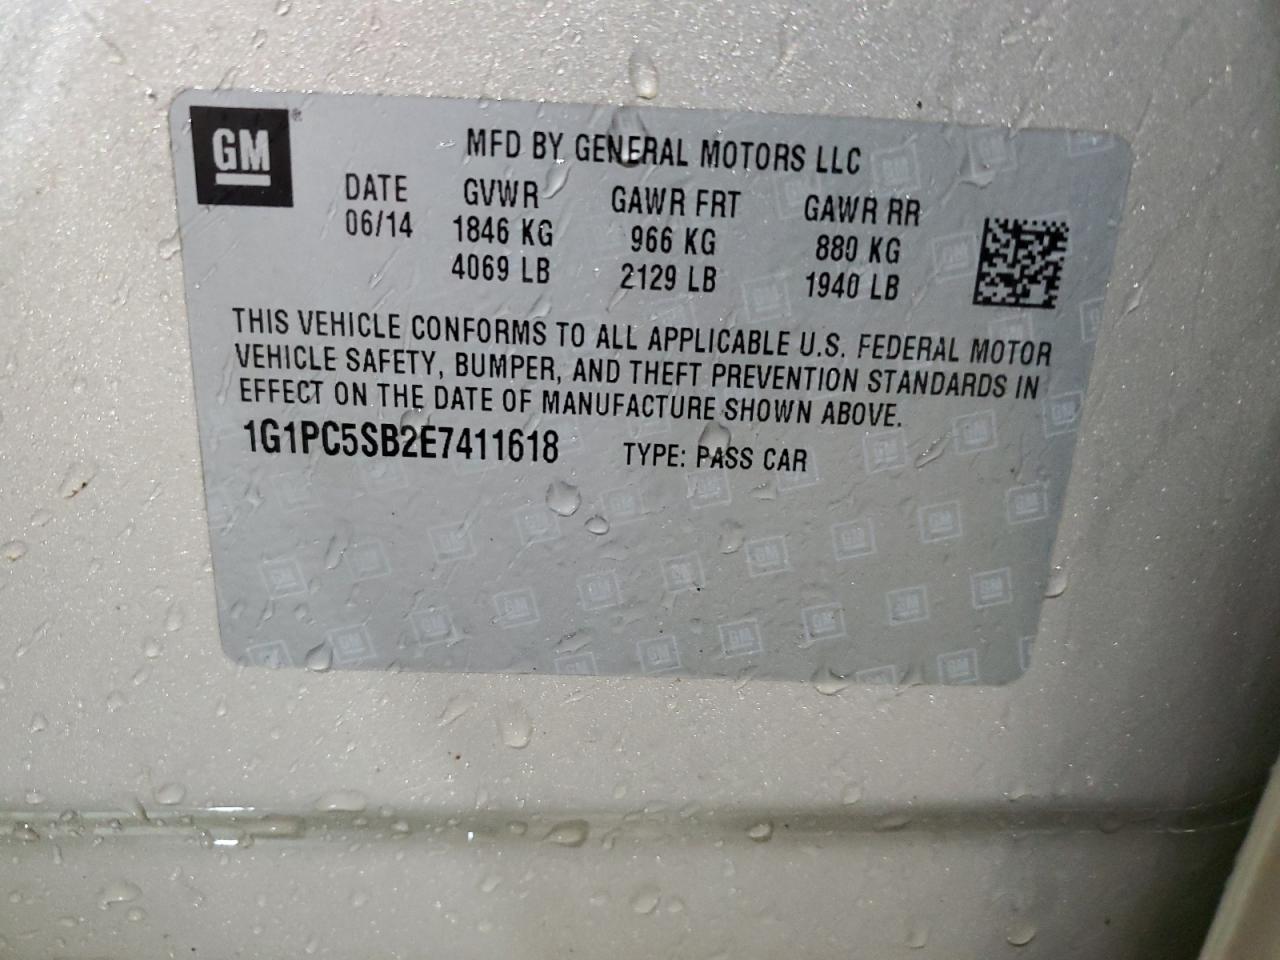 GM
MFD BY GENERAL MOTORS LLC
DATE GVWR GAWR FRT GAWR RR
06/14 1846 KG 966 KG 880 KG
4069 LB 2129 LB 1940 LB
THIS VEHICLE CONFORMS TO ALL APPLICABLE U.S. FEDERAL MOTOR
VEHICLE SAFETY, BUMPER, AND THEFT PREVENTION STANDARDS IN
EFFECT ON THE DATE OF MANUFACTURE SHOWN ABOVE.
1G1PC5SB2E7411618 TYPE: PASS CAR